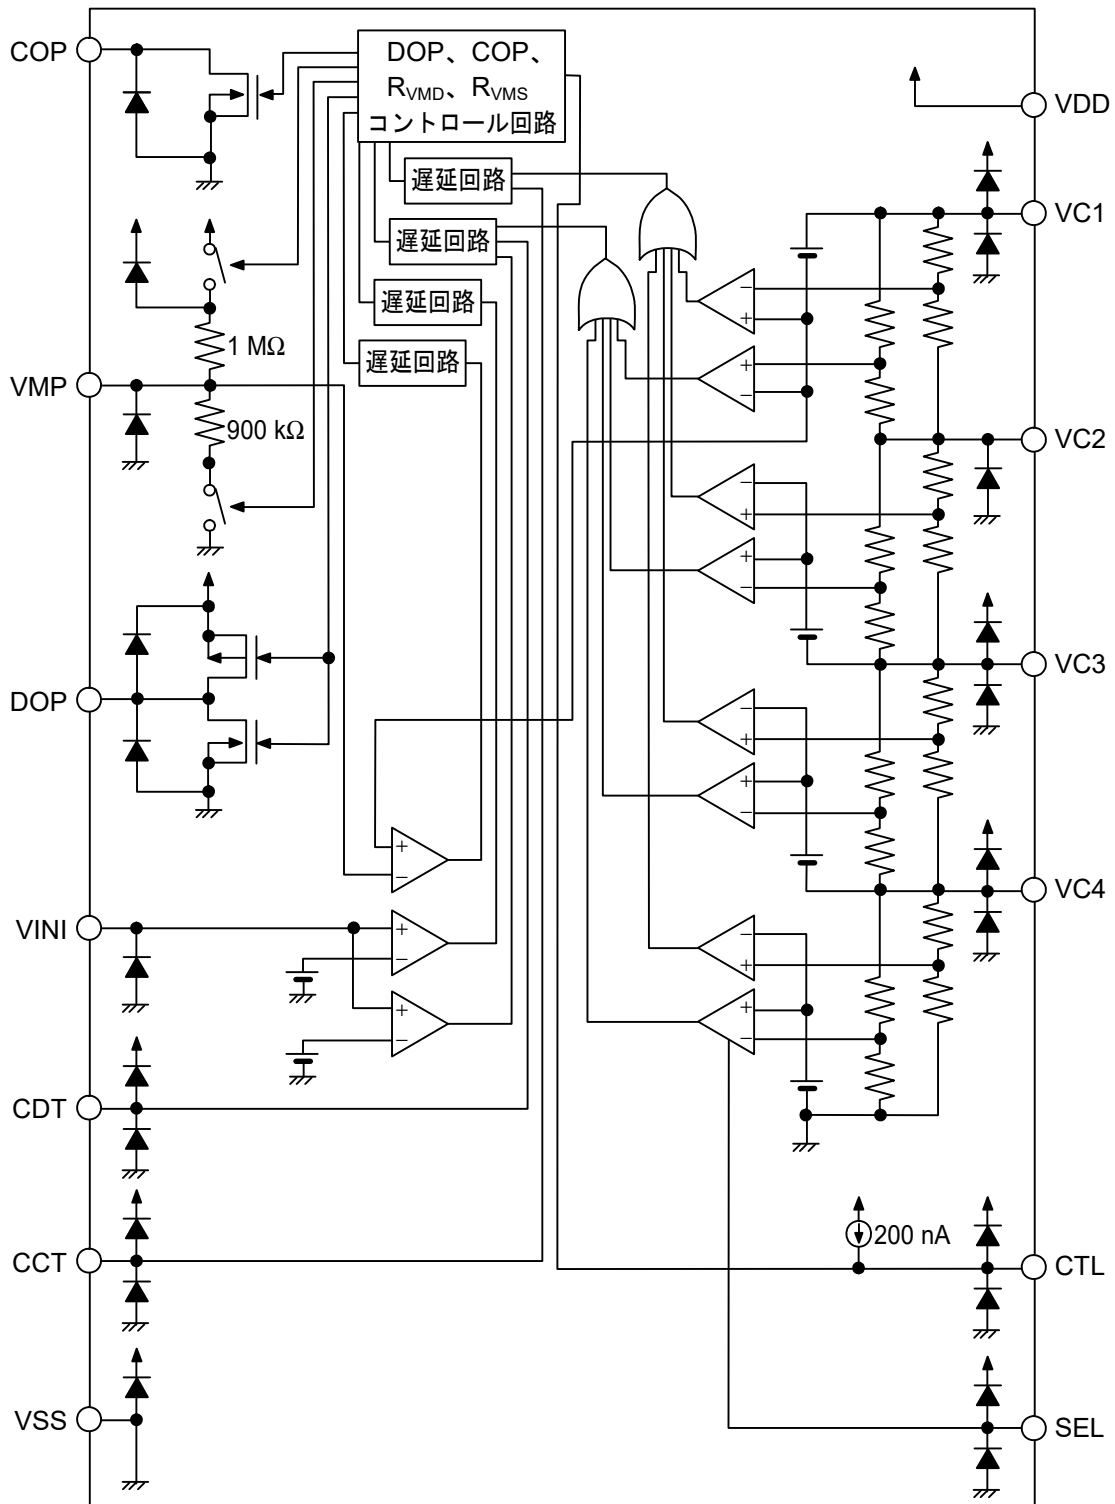 COP
DOP、COP、
RVMD、RVMS
コントロール回路
VDD
遅延回路
VC1
遅延回路
遅延回路
1 MΩ
遅延回路
VMP
900 kΩ
VC2
VC3
DOP
VC4
VINI
CDT
200 nA
CCT
CTL
VSS
SEL